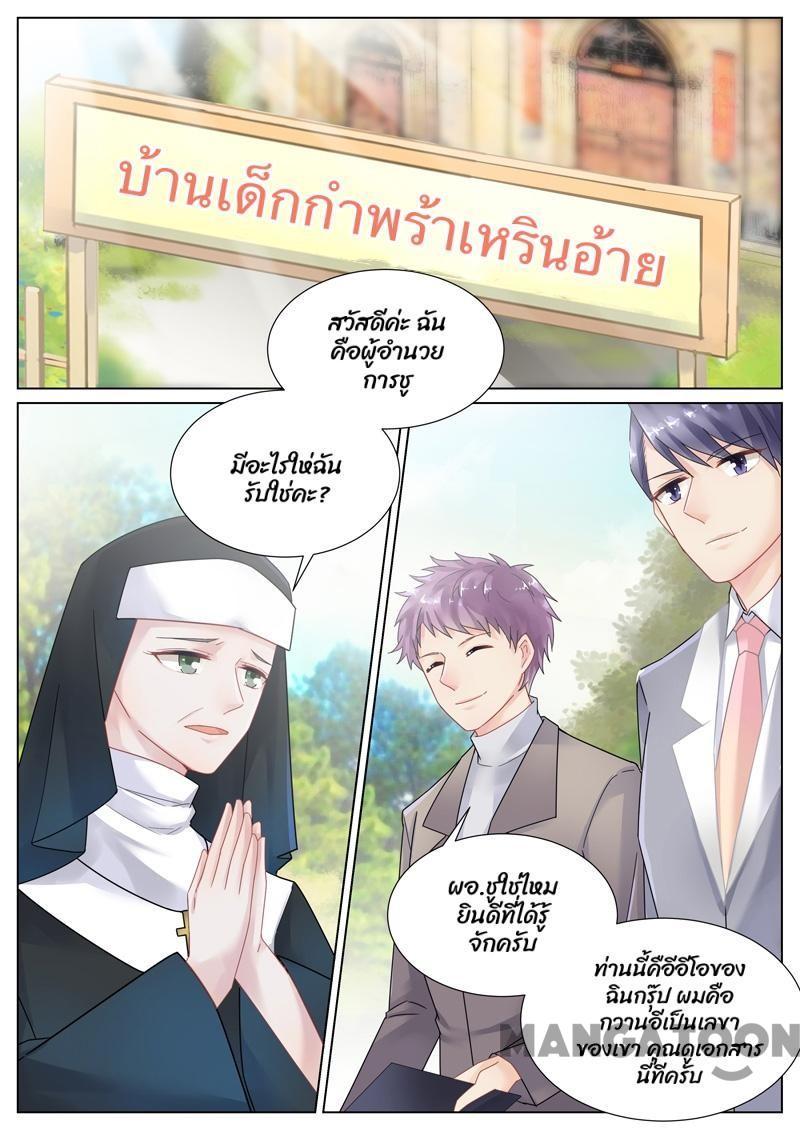 บ้านเด็กกำพร้าเหรินอ้าย
สวัสดีค่ะ ฉัน
คือผู้อำนวย
การชู
มีอะไรให้ฉัน
รับใช่คะ?
ผอ.ชูใช่ไหม
ยินดีที่ได้รู้
จักครับ
ท่านนี้คือีอีโอของ
ฉินกรุ๊ป ผมคือ
กวานอีเป็นเลขา
ของเขา คุณดูเอกสาร
นี่ทีครับ
MANGATOON